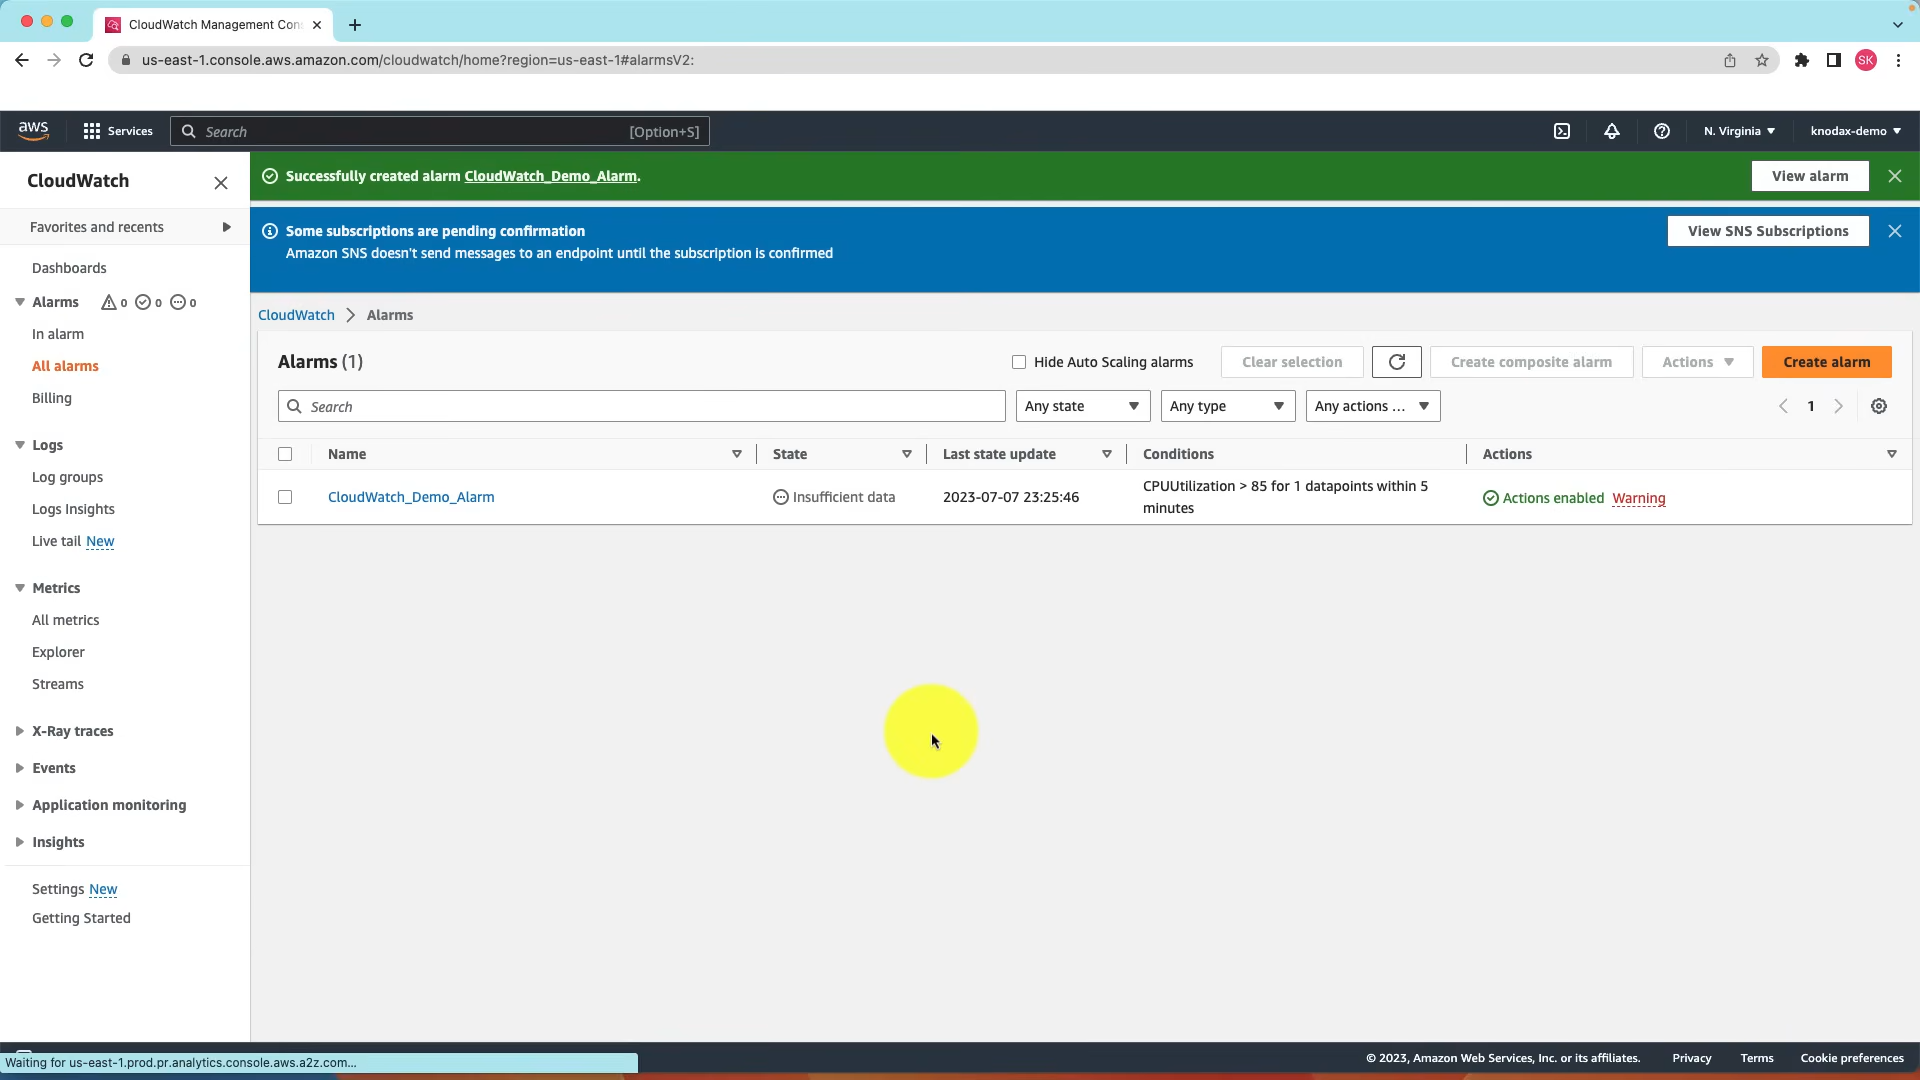 CloudWatch Management Con
us-east-1.console.aws.amazon.com/cloudwatch/home?region=us-east-1#alarmsV2:
SK
aws
Services
Search
[Option+S]
N. Virginia
knodax-demo
CloudWatch
Favorites and recents
Dashboards
Alarms 0 0 0
In alarm
All alarms
Billing
Logs
Log groups
Logs Insights
Live tail New
Metrics
All metrics
Explorer
Streams
X-Ray traces
Events
Application monitoring
Insights
Settings New
Getting Started
Successfully created alarm CloudWatch_Demo_Alarm.
View alarm
Some subscriptions are pending confirmation
Amazon SNS doesn't send messages to an endpoint until the subscription is confirmed
View SNS Subscriptions
CloudWatch > Alarms
Alarms (1)
Hide Auto Scaling alarms
Clear selection
Create composite alarm
Actions
Create alarm
Search
Any state
Any type
Any actions ...
1
Name State Last state update Conditions Actions
CloudWatch_Demo_Alarm Insufficient data 2023-07-07 23:25:46 CPUUtilization > 85 for 1 datapoints within 5
minutes
Actions enabled Warning
Waiting for us-east-1.prod.pr.analytics.console.aws.a2z.com...
© 2023, Amazon Web Services, Inc. or its affiliates. Privacy Terms Cookie preferences